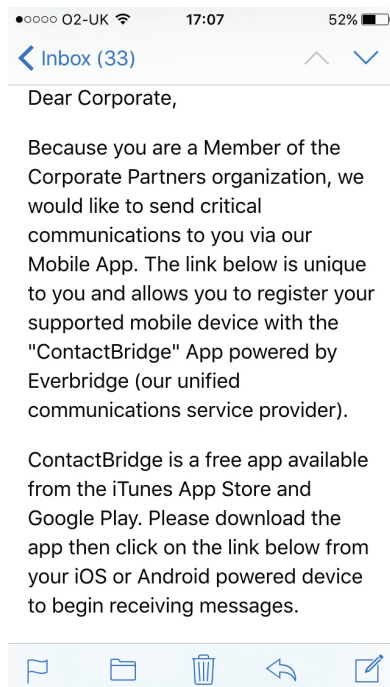 O2-UK 17:07 52%
Inbox (33)
Dear Corporate,
Because you are a Member of the
Corporate Partners organization, we
would like to send critical
communications to you via our
Mobile App. The link below is unique
to you and allows you to register your
supported mobile device with the
"ContactBridge" App powered by
Everbridge (our unified
communications service provider).
ContactBridge is a free app available
from the iTunes App Store and
Google Play. Please download the
app then click on the link below from
your iOS or Android powered device
to begin receiving messages.